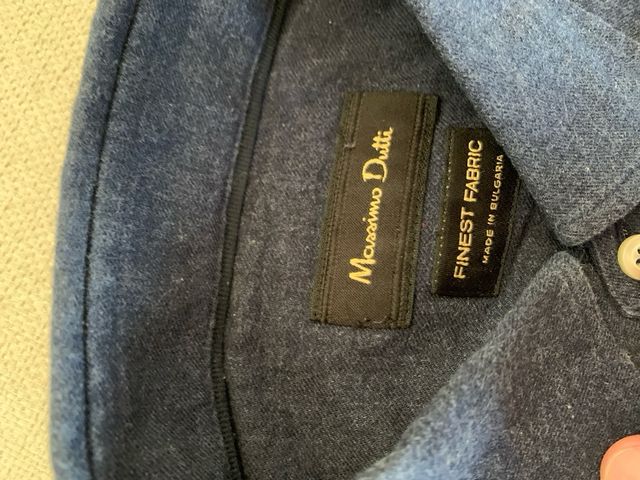 Massimo Dutti
FINEST FABRIC
MADE IN BULGARIA